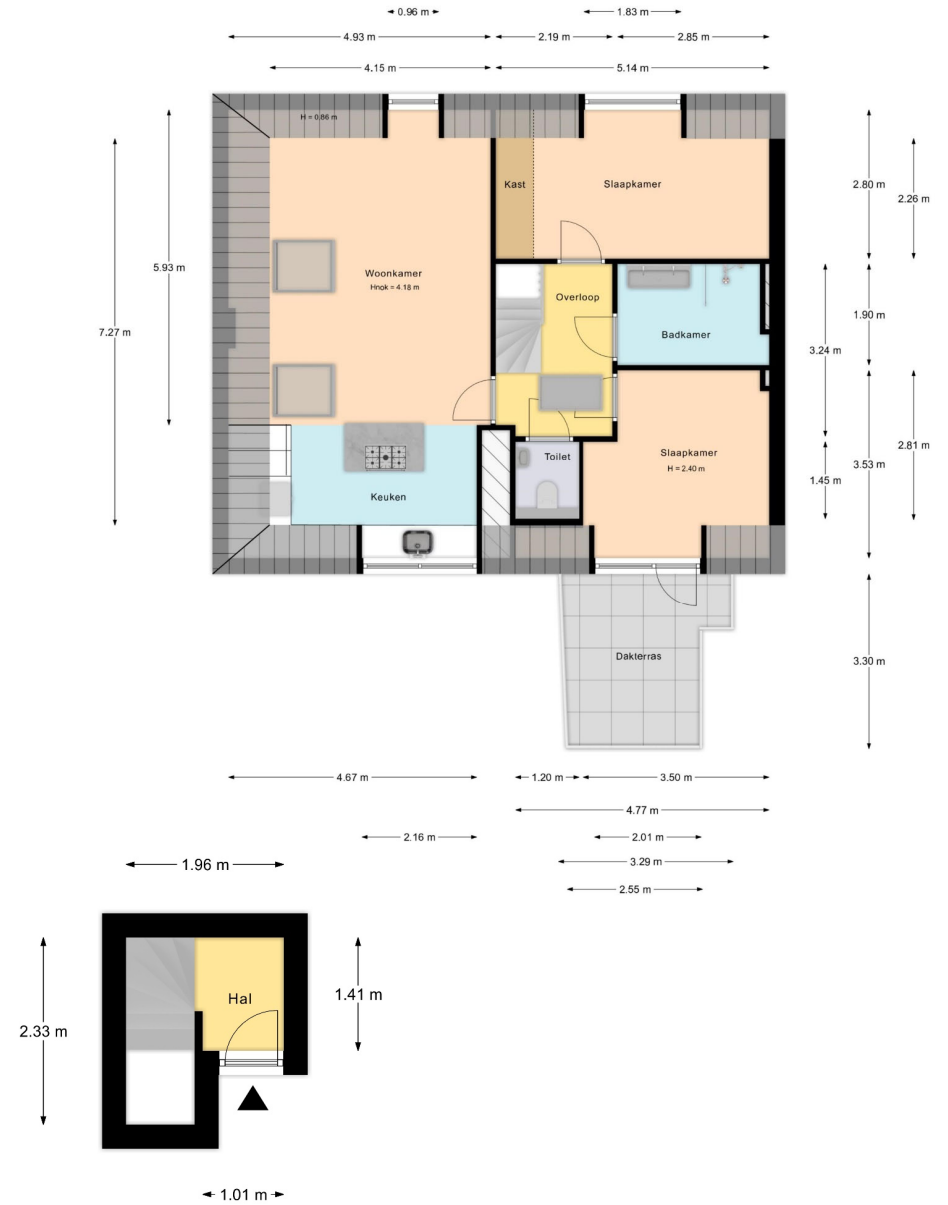 0.96 m
1.83 m
4.93 m
2.19 m
2.85 m
4.15 m
5.14 m
H = 0.86 m
Kast
Slaapkamer
2.80 m
2.26 m
5.93 m
Woonkamer
Hnok = 4.18 m
Overloop
1.90 m
7.27 m
Badkamer
3.24 m
Slaapkamer
H = 2.40 m
2.81 m
Toilet
3.53 m
1.45 m
Keuken
Dakterras
3.30 m
4.67 m
1.20 m
3.50 m
4.77 m
2.16 m
2.01 m
3.29 m
2.55 m
1.96 m
Hal
1.41 m
2.33 m
1.01 m